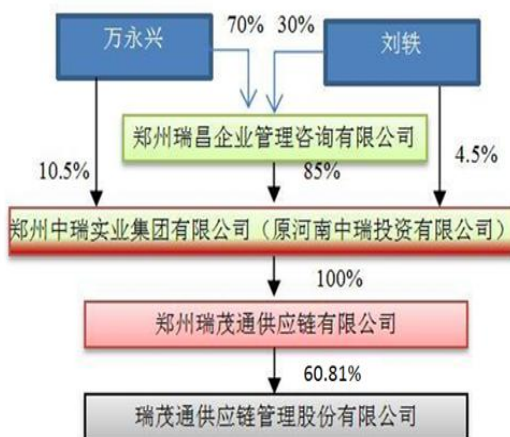 万永兴
70%
30%
刘轶
郑州瑞昌企业管理咨询有限公司
10.5%
85%
4.5%
郑州中瑞实业集团有限公司（原河南中瑞投资有限公司）
100%
郑州瑞茂通供应链有限公司
60.81%
瑞茂通供应链管理股份有限公司